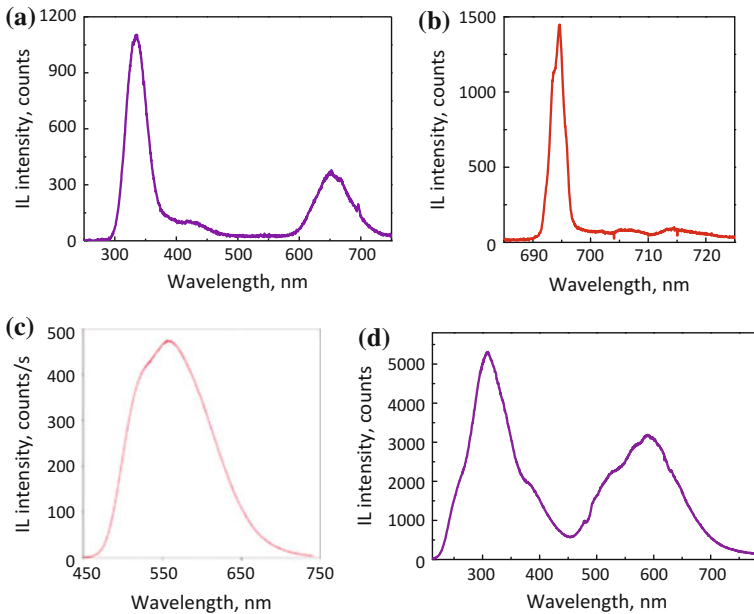 (a)
IL intensity, counts
1200
900
600
300
0
300 400 500 600 700
Wavelength, nm
(b)
IL intensity, counts
1500
1000
500
0
690 700 710 720
Wavelength, nm
(c)
IL intensity, counts/s
500
400
300
200
100
0
450 550 650 750
Wavelength, nm
(d)
IL intensity, counts
5000
4000
3000
2000
1000
0
300 400 500 600 700
Wavelength, nm